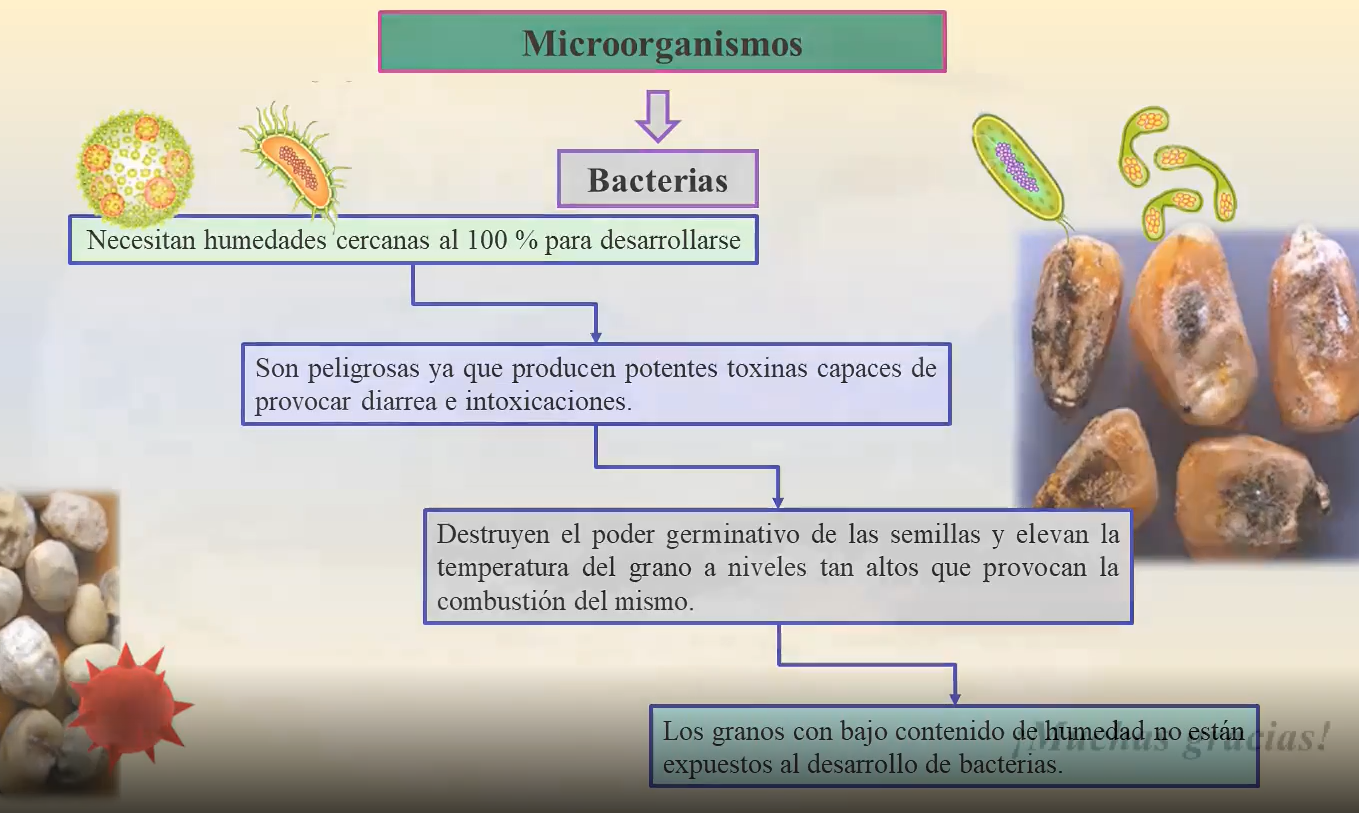 Microorganismos
Bacterias
Necesitan humedades cercanas al 100 % para desarrollarse
Son peligrosas ya que producen potentes toxinas capaces de
provocar diarrea e intoxicaciones.
Destruyen el poder germinativo de las semillas y elevan la
temperatura del grano a niveles tan altos que provocan la
combustión del mismo.
Los granos con bajo contenido de humedad no están
expuestos al desarrollo de bacterias.
¡Muchas gracias!